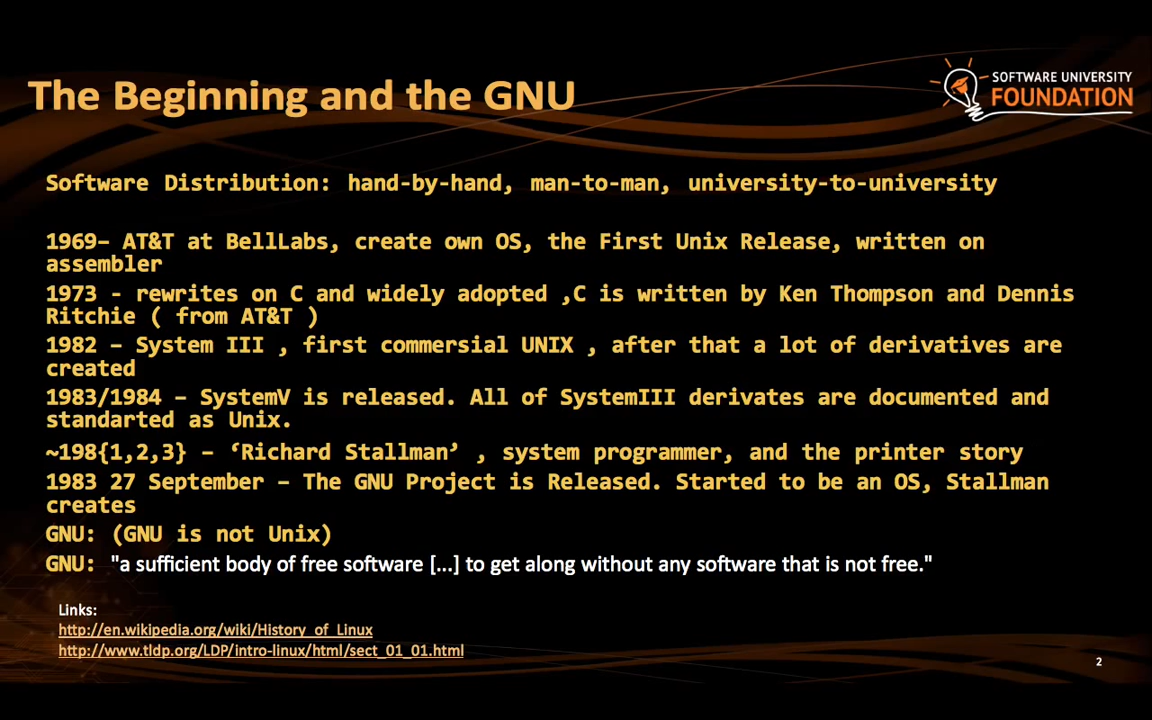 The Beginning and the GNU
SOFTWARE UNIVERSITY
FOUNDATION
Software Distribution: hand-by-hand, man-to-man, university-to-university
1969– AT&T at BellLabs, create own OS, the First Unix Release, written on
assembler
1973 - rewrites on C and widely adopted ,C is written by Ken Thompson and Dennis
Ritchie ( from AT&T )
1982 – System III , first commersial UNIX , after that a lot of derivatives are
created
1983/1984 – SystemV is released. All of SystemIII derivates are documented and
standarted as Unix.
~198{1,2,3} – ‘Richard Stallman’ , system programmer, and the printer story
1983 27 September – The GNU Project is Released. Started to be an OS, Stallman
creates
GNU: (GNU is not Unix)
GNU: "a sufficient body of free software [...] to get along without any software that is not free."
Links:
http://en.wikipedia.org/wiki/History_of_Linux
http://www.tldp.org/LDP/intro-linux/html/sect_01_01.html
2